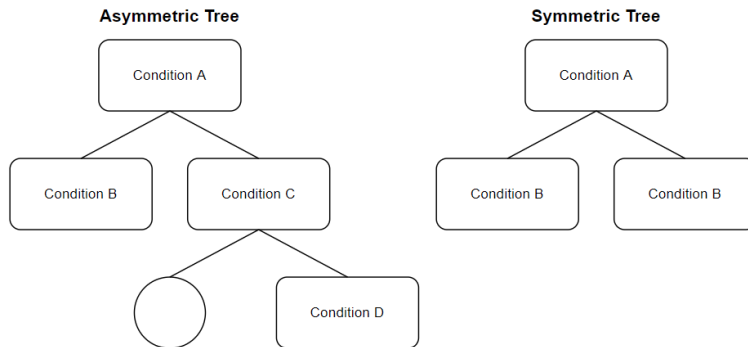 Asymmetric Tree
Symmetric Tree
Condition A
Condition A
Condition B
Condition C
Condition B
Condition B
Condition D